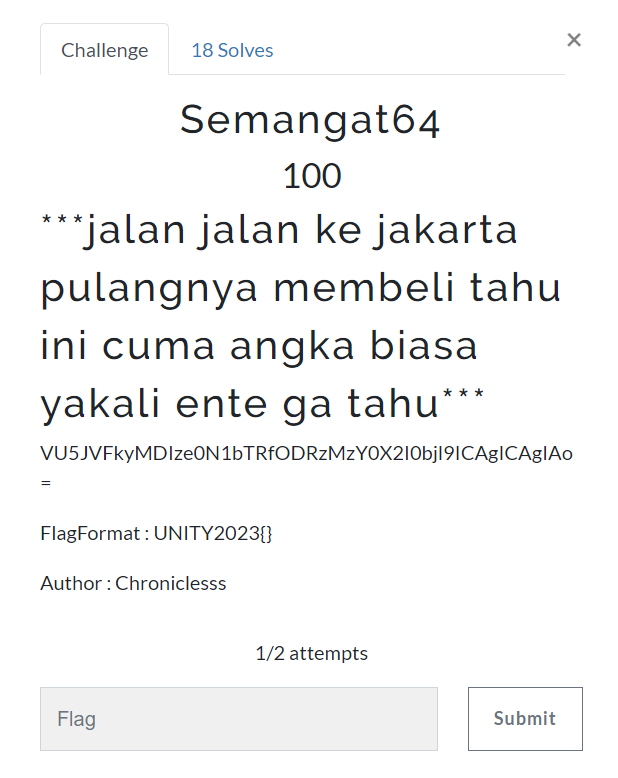 Challenge
18 Solves
×
Semangat64
100
***jalan jalan ke jakarta
pulangnya membeli tahu
ini cuma angka biasa
yakali ente ga tahu***
VU5JVFkyMDIze0N1bTRfODRzMzY0X2I0bjl9ICAgICAgIAo
=
FlagFormat : UNITY2023{}
Author : Chroniclesss
1/2 attempts
Flag
Submit